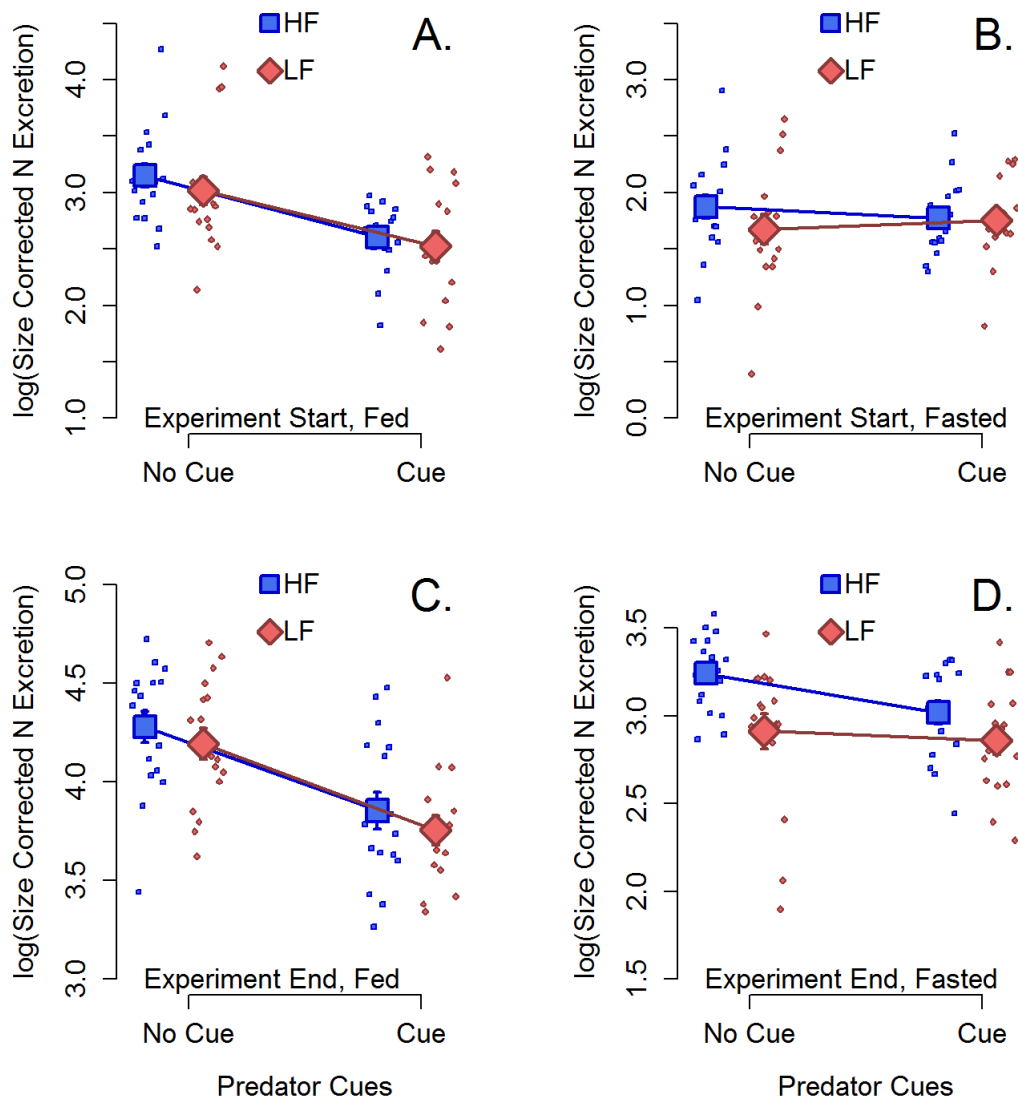 A.
HF
LF
log(Size Corrected N Excretion)
4.0
3.0
2.0
1.0
Experiment Start, Fed
No Cue
Cue
B.
HF
LF
log(Size Corrected N Excretion)
3.0
2.0
1.0
0.0
Experiment Start, Fasted
No Cue
Cue
C.
HF
LF
log(Size Corrected N Excretion)
5.0
4.5
4.0
3.5
3.0
Experiment End, Fed
No Cue
Cue
Predator Cues
D.
HF
LF
log(Size Corrected N Excretion)
3.5
3.0
2.5
2.0
1.5
Experiment End, Fasted
No Cue
Cue
Predator Cues